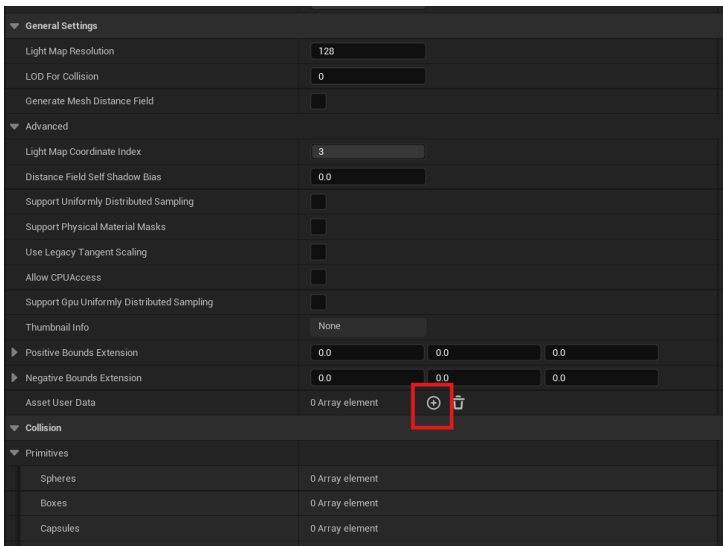 General Settings
Light Map Resolution 128
LOD For Collision 0
Generate Mesh Distance Field
Advanced
Light Map Coordinate Index 3
Distance Field Self Shadow Bias 0.0
Support Uniformly Distributed Sampling
Support Physical Material Masks
Use Legacy Tangent Scaling
Allow CPUAccess
Support Gpu Uniformly Distributed Sampling
Thumbnail Info None
Positive Bounds Extension 0.0 0.0 0.0
Negative Bounds Extension 0.0 0.0 0.0
Asset User Data 0 Array element
Collision
Primitives
Spheres 0 Array element
Boxes 0 Array element
Capsules 0 Array element